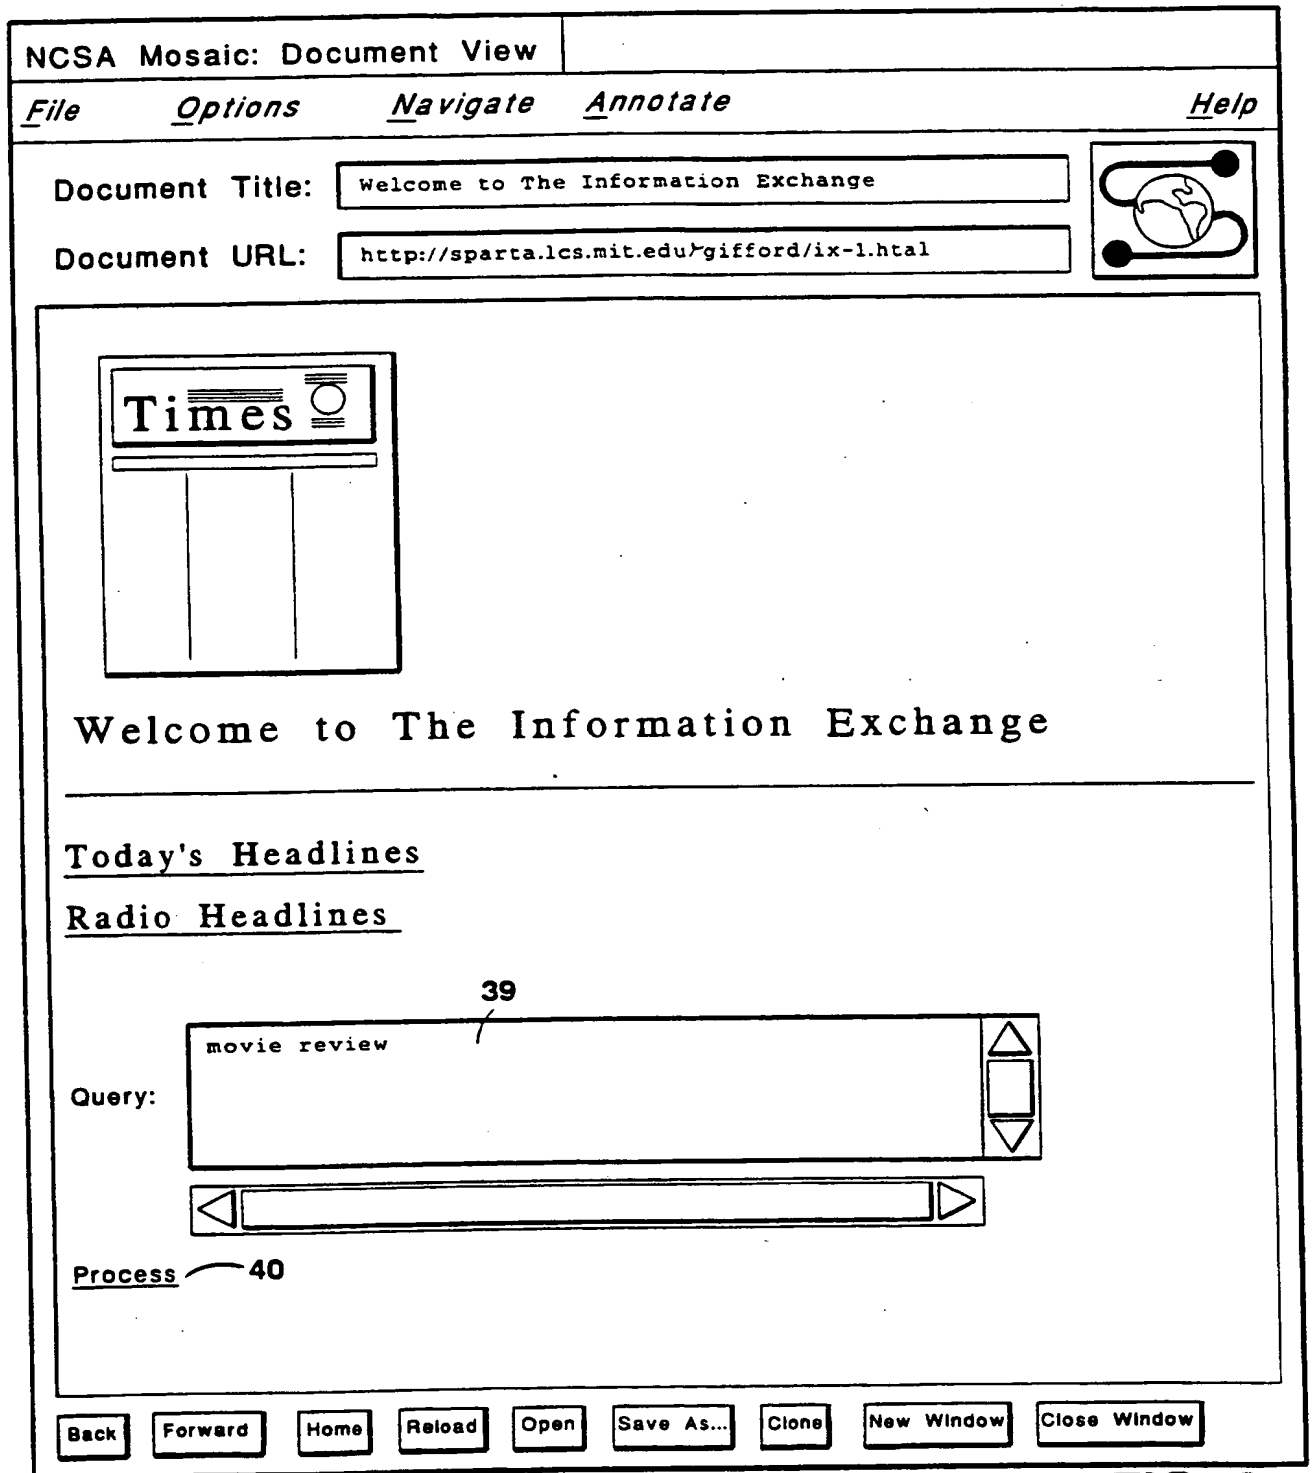 NCSA Mosaic: Document View
File Options Navigate Annotate Help
Document Title: Welcome to The Information Exchange
Document URL: http://sparta.lcs.mit.edu/~gifford/ix-1.htal
Times
Welcome to The Information Exchange
Today's Headlines
Radio Headlines
39
movie review
Query:
Process 40
Back Forward Home Reload Open Save As... Clone New Window Close Window